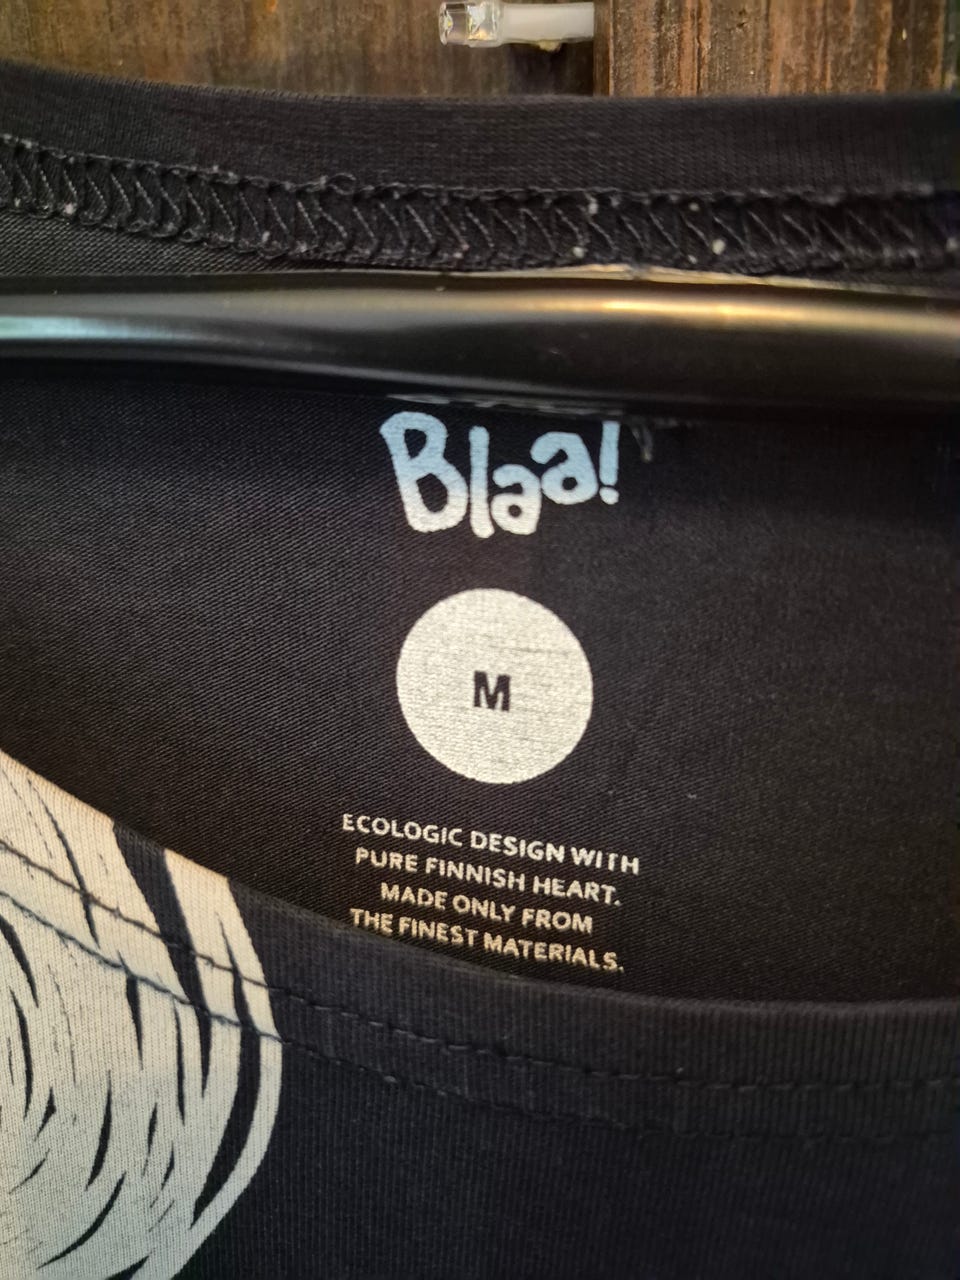 Blaa!
M
ECOLOGIC DESIGN WITH
PURE FINNISH HEART.
MADE ONLY FROM
THE FINEST MATERIALS.